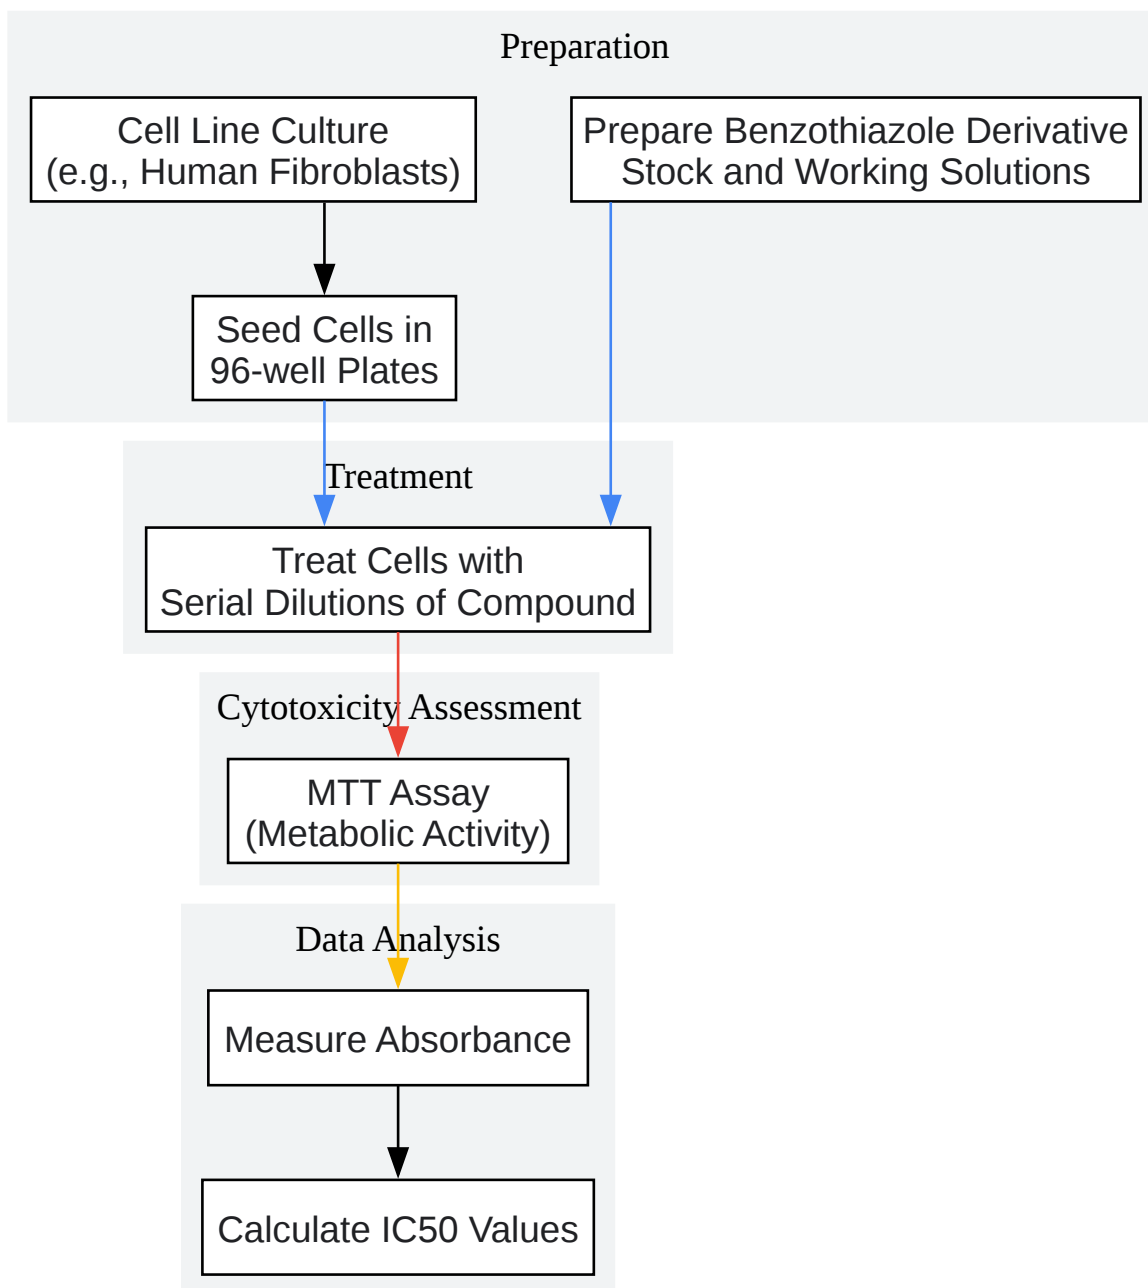 Preparation
Cell Line Culture
(e.g., Human Fibroblasts)
Prepare Benzothiazole Derivative
Stock and Working Solutions
Seed Cells in
96-well Plates
Treatment
Treat Cells with
Serial Dilutions of Compound
Cytotoxicity Assessment
MTT Assay
(Metabolic Activity)
Data Analysis
Measure Absorbance
Calculate IC50 Values